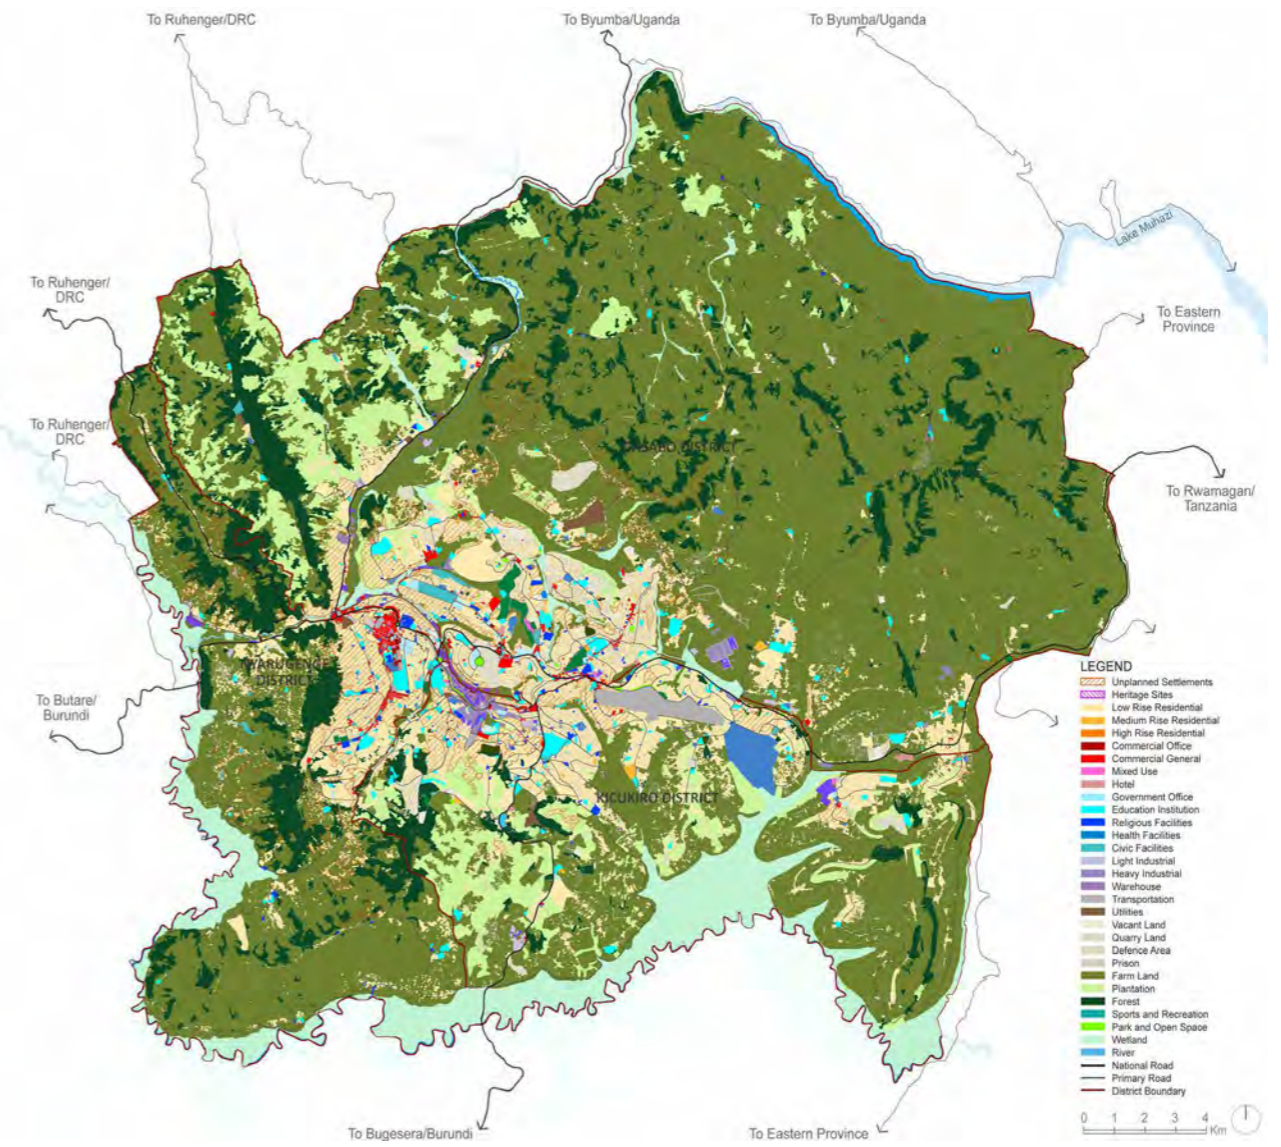 To Ruhenger/DRC
To Byumba/Uganda
To Byumba/Uganda
Lake Muhazi
To Ruhenger/
DRC
To Eastern
Province
To Ruhenger/
DRC
GASABO DISTRICT
To Rwamagan/
Tanzania
NYARUGENGE
DISTRICT
To Butare/
Burundi
KICUKIRO DISTRICT
LEGEND
Unplanned Settlements
Heritage Sites
Low Rise Residential
Medium Rise Residential
High Rise Residential
Commercial Office
Commercial General
Mixed Use
Hotel
Government Office
Education Institution
Religious Facilities
Health Facilities
Civic Facilities
Light Industrial
Heavy Industrial
Warehouse
Transportation
Utilities
Vacant Land
Quarry Land
Defence Area
Prison
Farm Land
Plantation
Forest
Sports and Recreation
Park and Open Space
Wetland
River
National Road
Primary Road
District Boundary
0 1 2 3 4
Km
To Bugesera/Burundi
To Eastern Province